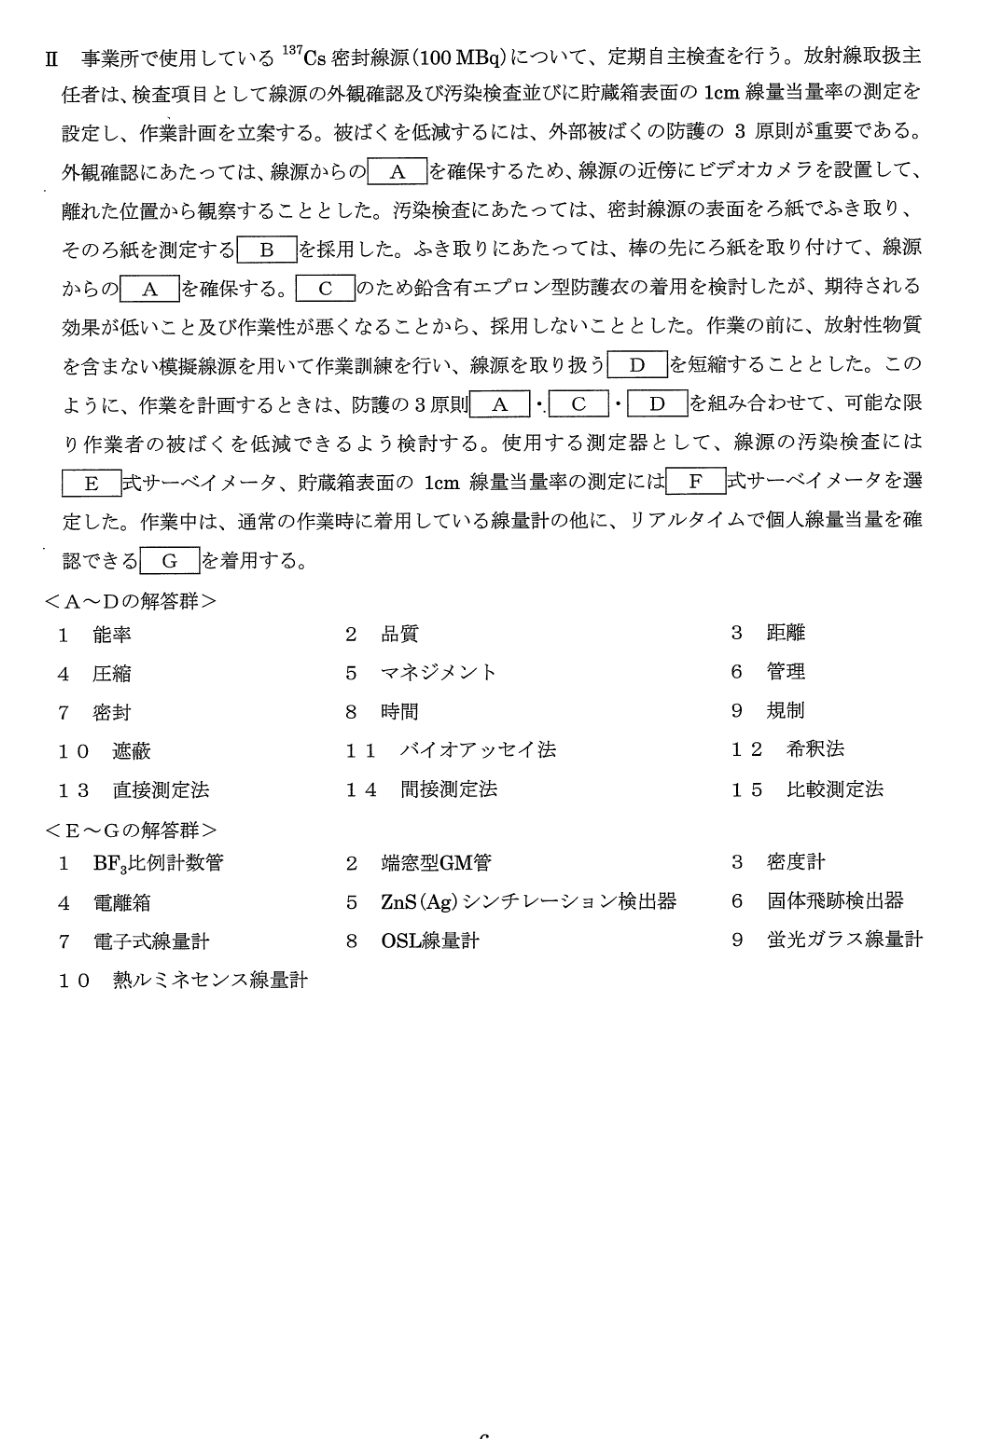 Ⅱ 事業所で使用している ¹³⁷Cs 密封線源(100 MBq)について、定期自主検査を行う。放射線取扱主
任者は、検査項目として線源の外観確認及び汚染検査並びに貯蔵箱表面の 1cm 線量当量率の測定を
設定し、作業計画を立案する。被ばくを低減するには、外部被ばくの防護の 3 原則が重要である。
外観確認にあたっては、線源からの A を確保するため、線源の近傍にビデオカメラを設置して、
離れた位置から観察することとした。汚染検査にあたっては、密封線源の表面をろ紙でふき取り、
そのろ紙を測定する B を採用した。ふき取りにあたっては、棒の先にろ紙を取り付けて、線源
からの A を確保する。 C のため鉛含有エプロン型防護衣の着用を検討したが、期待される
効果が低いこと及び作業性が悪くなることから、採用しないこととした。作業の前に、放射性物質
を含まない模擬線源を用いて作業訓練を行い、線源を取り扱う D を短縮することとした。この
ように、作業を計画するときは、防護の3原則 A ・ C ・ D を組み合わせて、可能な限
り作業者の被ばくを低減できるよう検討する。使用する測定器として、線源の汚染検査には
E 式サーベイメータ、貯蔵箱表面の 1cm 線量当量率の測定には F 式サーベイメータを選
定した。作業中は、通常の作業時に着用している線量計の他に、リアルタイムで個人線量当量を確
認できる G を着用する。
<A~Dの解答群>
1 能率 2 品質 3 距離
4 圧縮 5 マネジメント 6 管理
7 密封 8 時間 9 規制
10 遮蔽 11 バイオアッセイ法 12 希釈法
13 直接測定法 14 間接測定法 15 比較測定法
<E~Gの解答群>
1 BF₃比例計数管 2 端窓型GM管 3 密度計
4 電離箱 5 ZnS(Ag)シンチレーション検出器 6 固体飛跡検出器
7 電子式線量計 8 OSL線量計 9 蛍光ガラス線量計
10 熱ルミネセンス線量計